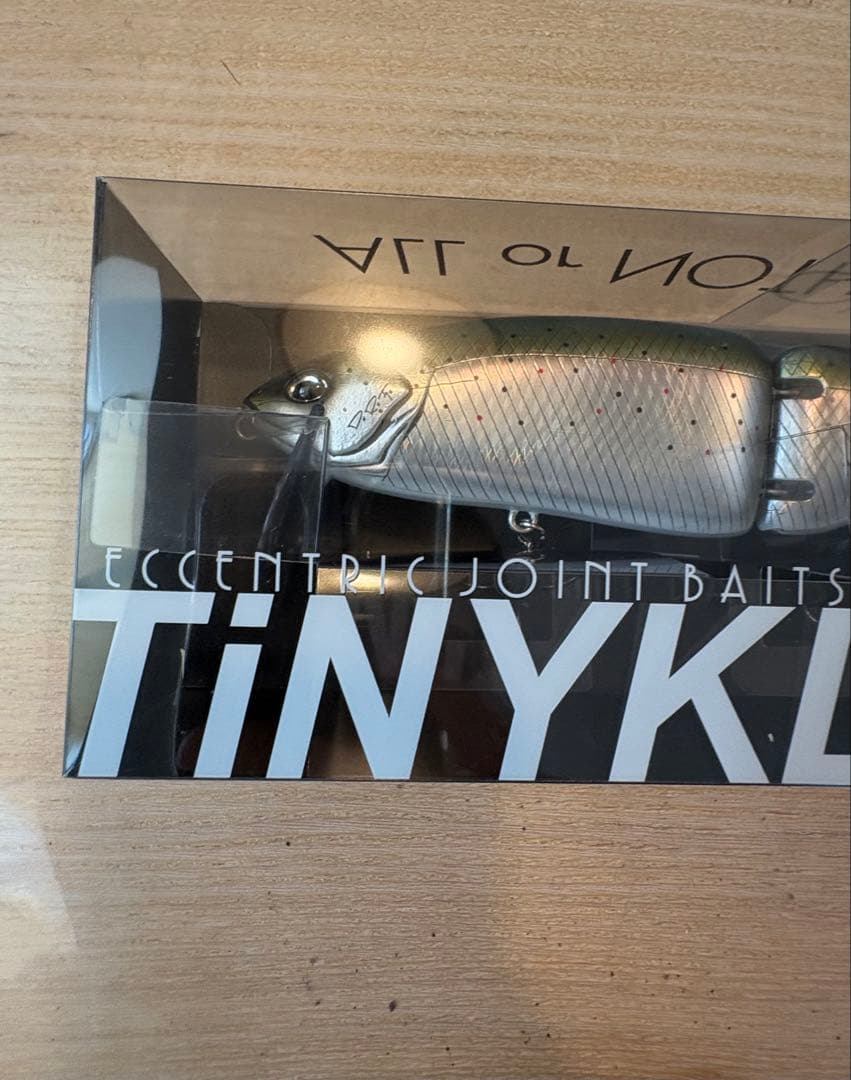 ALL or NOTH
D.R.T.
ECCENTRIC JOINT BAITS
TiNYKL